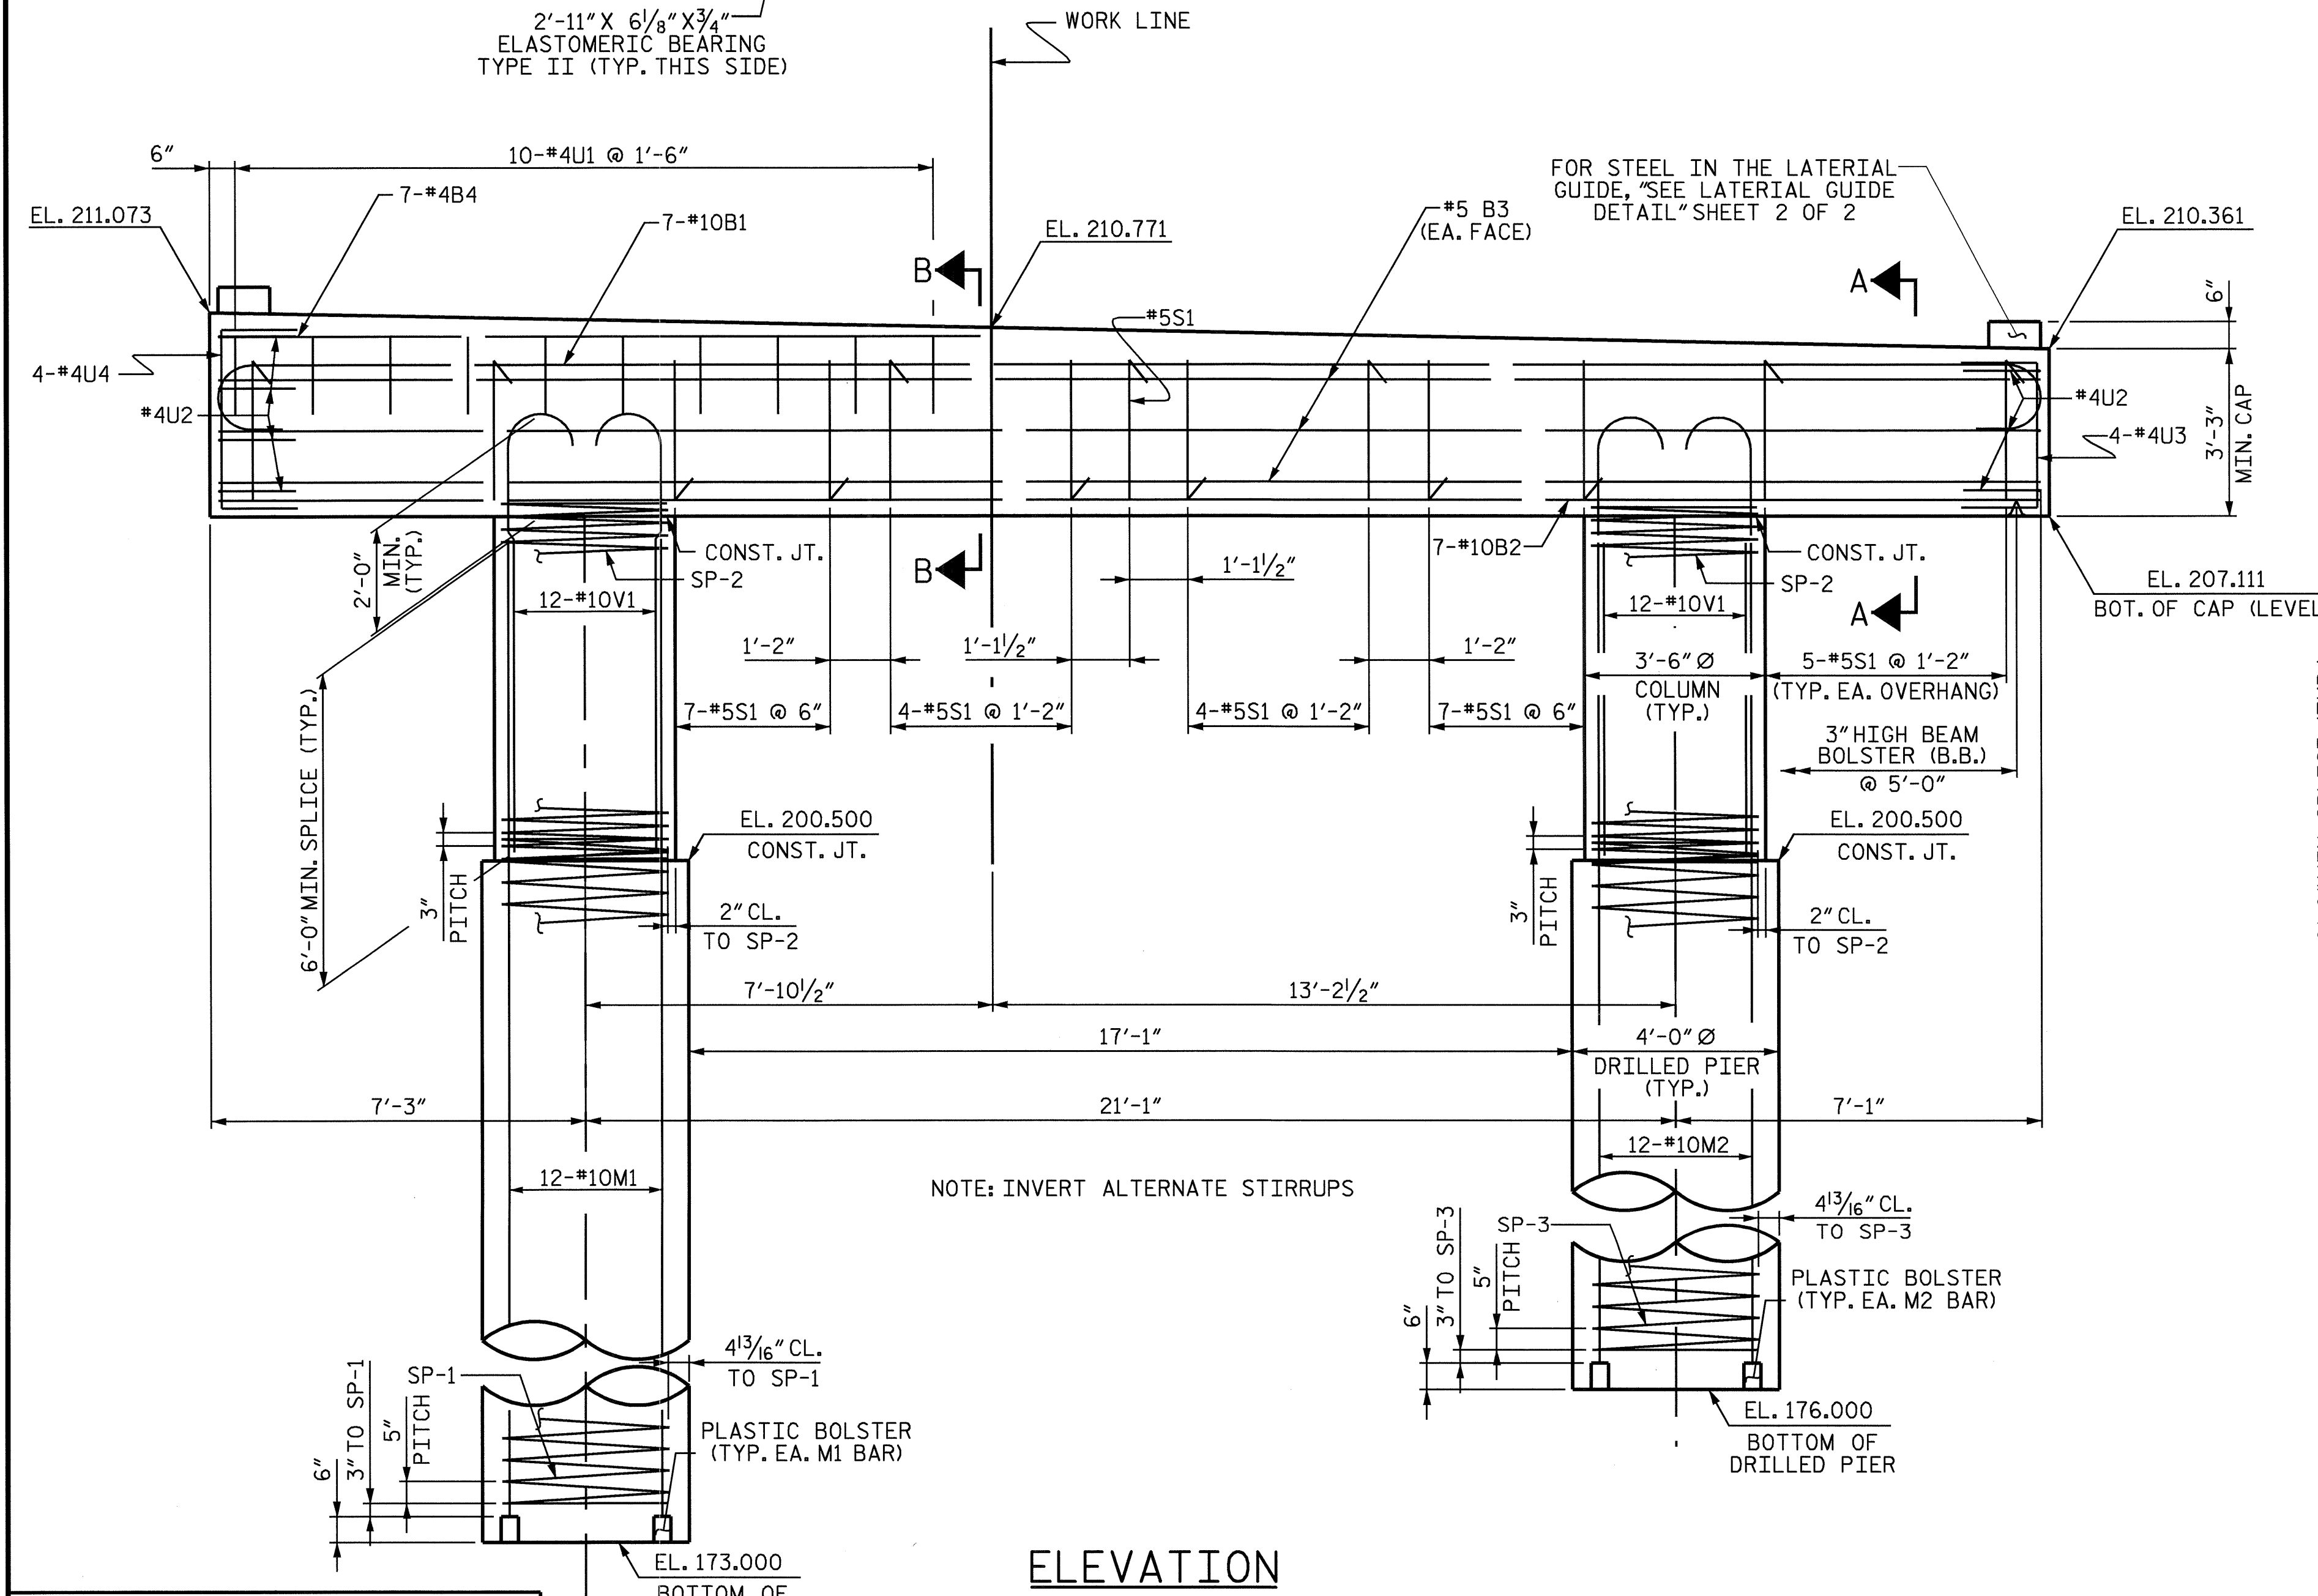 2'-11" X 6 1/8" X 3/4"
ELASTOMERIC BEARING
TYPE II (TYP. THIS SIDE)
WORK LINE
6"
10-#4U1 @ 1'-6"
7-#4B4
EL. 211.073
7-#10B1
B
EL. 210.771
#5 B3
(EA. FACE)
FOR STEEL IN THE LATERIAL
GUIDE, "SEE LATERIAL GUIDE
DETAIL" SHEET 2 OF 2
EL. 210.361
A
6"
#5S1
4-#4U4
#4U2
#4U2
4-#4U3
3'-3"
MIN. CAP
2'-0"
MIN.
(TYP.)
CONST. JT.
SP-2
B
1'-1 1/2"
7-#10B2
CONST. JT.
SP-2
EL. 207.111
BOT. OF CAP (LEVEL
12-#10V1
12-#10V1
A
1'-2"
1'-1 1/2"
1'-2"
3'-6" Ø
COLUMN
(TYP.)
5-#5S1 @ 1'-2"
(TYP. EA. OVERHANG)
7-#5S1 @ 6"
4-#5S1 @ 1'-2"
4-#5S1 @ 1'-2"
7-#5S1 @ 6"
3" HIGH BEAM
BOLSTER (B.B.)
@ 5'-0"
6'-0" MIN. SPLICE (TYP.)
EL. 200.500
CONST. JT.
EL. 200.500
CONST. JT.
3"
PITCH
2" CL.
TO SP-2
3"
PITCH
2" CL.
TO SP-2
7'-10 1/2"
13'-2 1/2"
17'-1"
4'-0" Ø
DRILLED PIER
(TYP.)
7'-3"
21'-1"
7'-1"
12-#10M1
12-#10M2
NOTE: INVERT ALTERNATE STIRRUPS
4 13/16" CL.
TO SP-3
SP-3
6"
3" TO SP-3
5"
PITCH
PLASTIC BOLSTER
(TYP. EA. M2 BAR)
4 13/16" CL.
TO SP-1
SP-1
6"
3" TO SP-1
5"
PITCH
PLASTIC BOLSTER
(TYP. EA. M1 BAR)
EL. 176.000
BOTTOM OF
DRILLED PIER
EL. 173.000
BOTTOM OF
ELEVATION